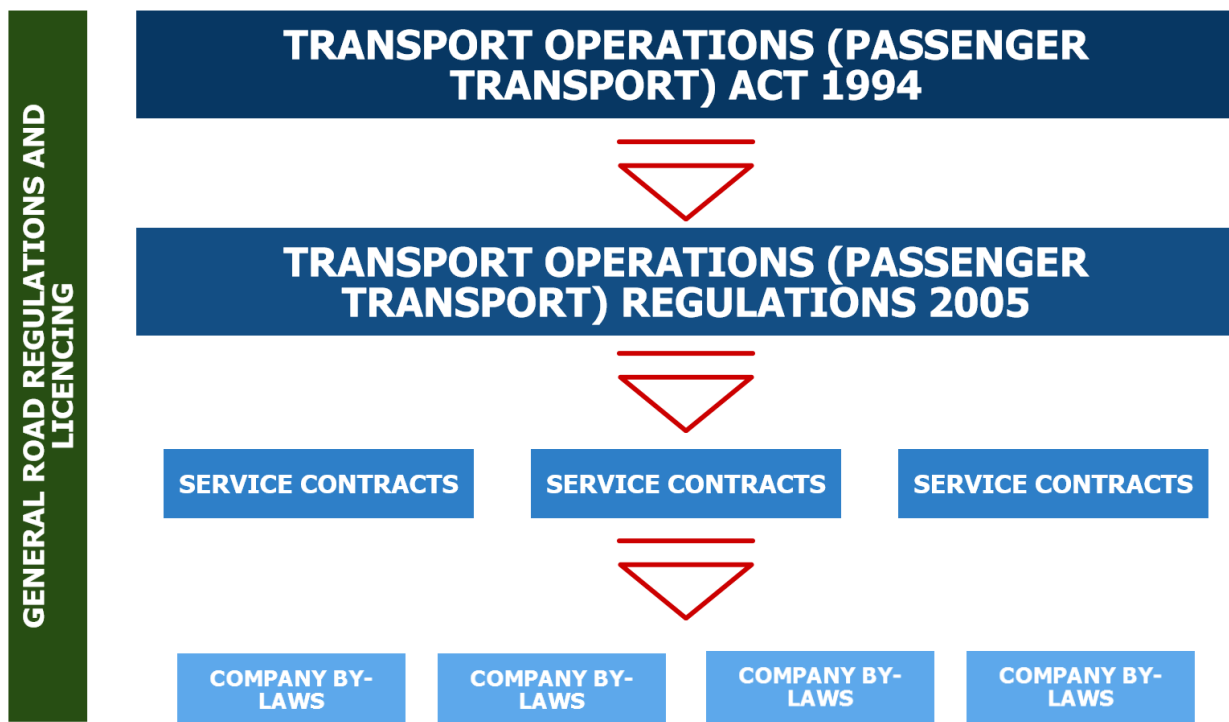 GENERAL ROAD REGULATIONS AND
LICENCING
TRANSPORT OPERATIONS (PASSENGER
TRANSPORT) ACT 1994
TRANSPORT OPERATIONS (PASSENGER
TRANSPORT) REGULATIONS 2005
SERVICE CONTRACTS
SERVICE CONTRACTS
SERVICE CONTRACTS
COMPANY BY-
LAWS
COMPANY BY-
LAWS
COMPANY BY-
LAWS
COMPANY BY-
LAWS